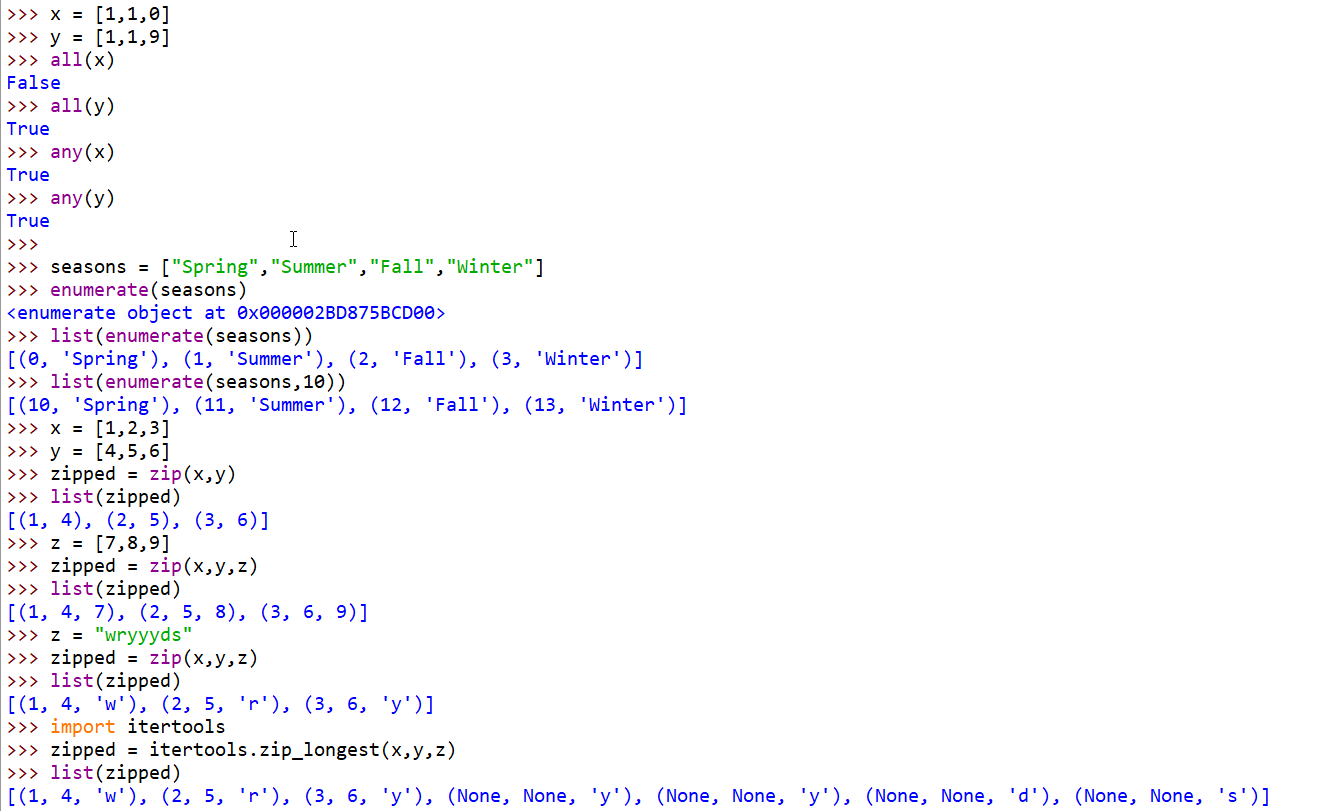 >>> x = [1,1,0]
>>> y = [1,1,9]
>>> all(x)
False
>>> all(y)
True
>>> any(x)
True
>>> any(y)
True
>>>
>>> seasons = ["Spring","Summer","Fall","Winter"]
>>> enumerate(seasons)
<enumerate object at 0x000002BD875BCD00>
>>> list(enumerate(seasons))
[(0, 'Spring'), (1, 'Summer'), (2, 'Fall'), (3, 'Winter')]
>>> list(enumerate(seasons,10))
[(10, 'Spring'), (11, 'Summer'), (12, 'Fall'), (13, 'Winter')]
>>> x = [1,2,3]
>>> y = [4,5,6]
>>> zipped = zip(x,y)
>>> list(zipped)
[(1, 4), (2, 5), (3, 6)]
>>> z = [7,8,9]
>>> zipped = zip(x,y,z)
>>> list(zipped)
[(1, 4, 7), (2, 5, 8), (3, 6, 9)]
>>> z = "wryyyds"
>>> zipped = zip(x,y,z)
>>> list(zipped)
[(1, 4, 'w'), (2, 5, 'r'), (3, 6, 'y')]
>>> import itertools
>>> zipped = itertools.zip_longest(x,y,z)
>>> list(zipped)
[(1, 4, 'w'), (2, 5, 'r'), (3, 6, 'y'), (None, None, 'y'), (None, None, 'y'), (None, None, 'd'), (None, None, 's')]